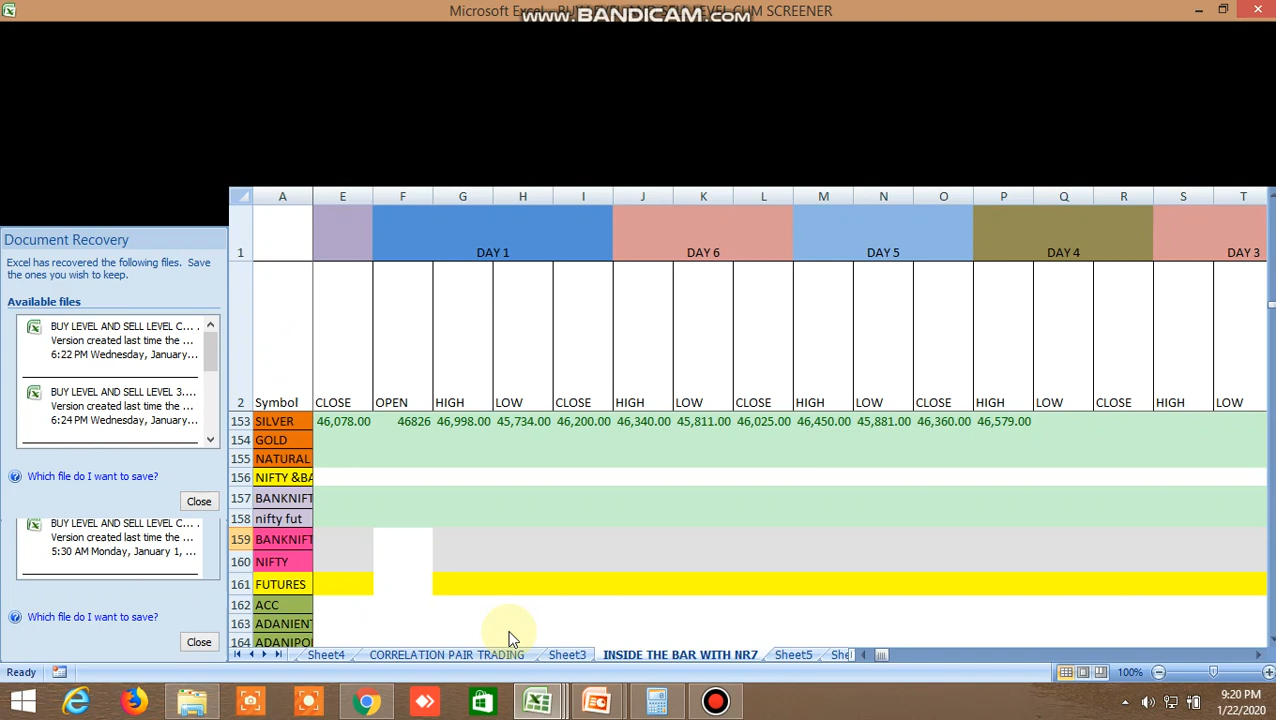 Microsoft Excel - BUY LEVEL AND SELL LEVEL CUM SCREENER
www.BANDICAM.com
Document Recovery
Excel has recovered the following files. Save
the ones you wish to keep.
Available files
BUY LEVEL AND SELL LEVEL C... .
Version created last time the ...
6:22 PM Wednesday, January...
BUY LEVEL AND SELL LEVEL 3....
Version created last time the ...
6:24 PM Wednesday, January...
Which file do I want to save?
Close
BUY LEVEL AND SELL LEVEL C... .
Version created last time the ...
5:30 AM Monday, January 1, ...
Which file do I want to save?
Close
A E F G H I J K L M N O P Q R S T
1 DAY 1 DAY 6 DAY 5 DAY 4 DAY 3
2 Symbol CLOSE OPEN HIGH LOW CLOSE HIGH LOW CLOSE HIGH LOW CLOSE HIGH LOW CLOSE HIGH LOW
153 SILVER 46,078.00 46826 46,998.00 45,734.00 46,200.00 46,340.00 45,811.00 46,025.00 46,450.00 45,881.00 46,360.00 46,579.00
154 GOLD
155 NATURAL
156 NIFTY &BA
157 BANKNIFT
158 nifty fut
159 BANKNIFT
160 NIFTY
161 FUTURES
162 ACC
163 ADANIENT
164 ADANIPO
Sheet4 CORRELATION PAIR TRADING Sheet3 INSIDE THE BAR WITH NR7 Sheet5 She
Ready 100%
9:20 PM
1/22/2020